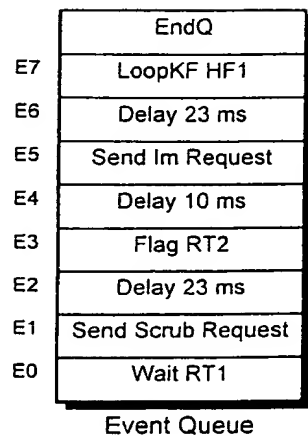 EndQ
E7 LoopKF HF1
E6 Delay 23 ms
E5 Send Im Request
E4 Delay 10 ms
E3 Flag RT2
E2 Delay 23 ms
E1 Send Scrub Request
E0 Wait RT1
Event Queue